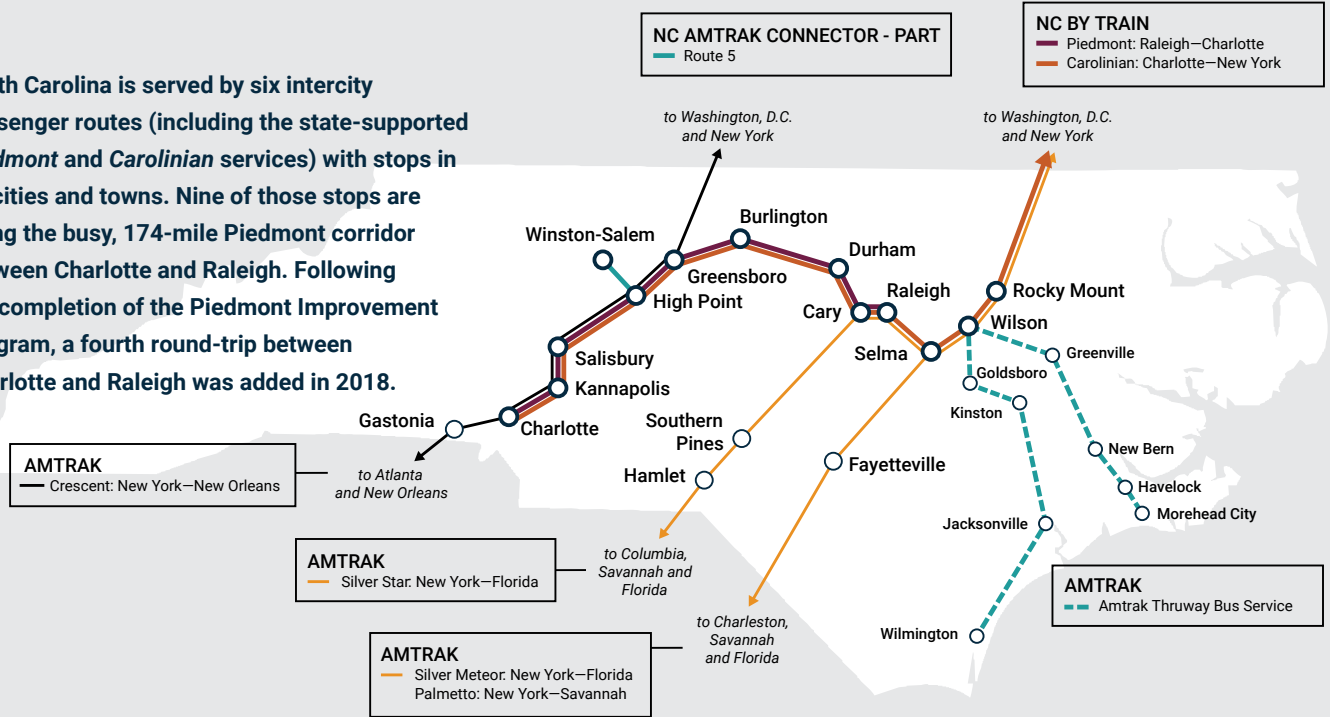 NC AMTRAK CONNECTOR - PART
Route 5
NC BY TRAIN
Piedmont: Raleigh—Charlotte
Carolinian: Charlotte—New York
th Carolina is served by six intercity
senger routes (including the state-supported
dmont and Carolinian services) with stops in
cities and towns. Nine of those stops are
ng the busy, 174-mile Piedmont corridor
ween Charlotte and Raleigh. Following
completion of the Piedmont Improvement
gram, a fourth round-trip between
rlotte and Raleigh was added in 2018.
to Washington, D.C.
and New York
to Washington, D.C.
and New York
Winston-Salem
Burlington
Greensboro
High Point
Durham
Cary
Raleigh
Selma
Wilson
Rocky Mount
Salisbury
Kannapolis
Charlotte
Gastonia
Greenville
Goldsboro
Kinston
Southern
Pines
Hamlet
Fayetteville
New Bern
Havelock
Morehead City
Jacksonville
Wilmington
AMTRAK
Crescent: New York—New Orleans
to Atlanta
and New Orleans
AMTRAK
Silver Star: New York—Florida
to Columbia,
Savannah and
Florida
AMTRAK
Silver Meteor: New York—Florida
Palmetto: New York—Savannah
to Charleston,
Savannah
and Florida
AMTRAK
Amtrak Thruway Bus Service